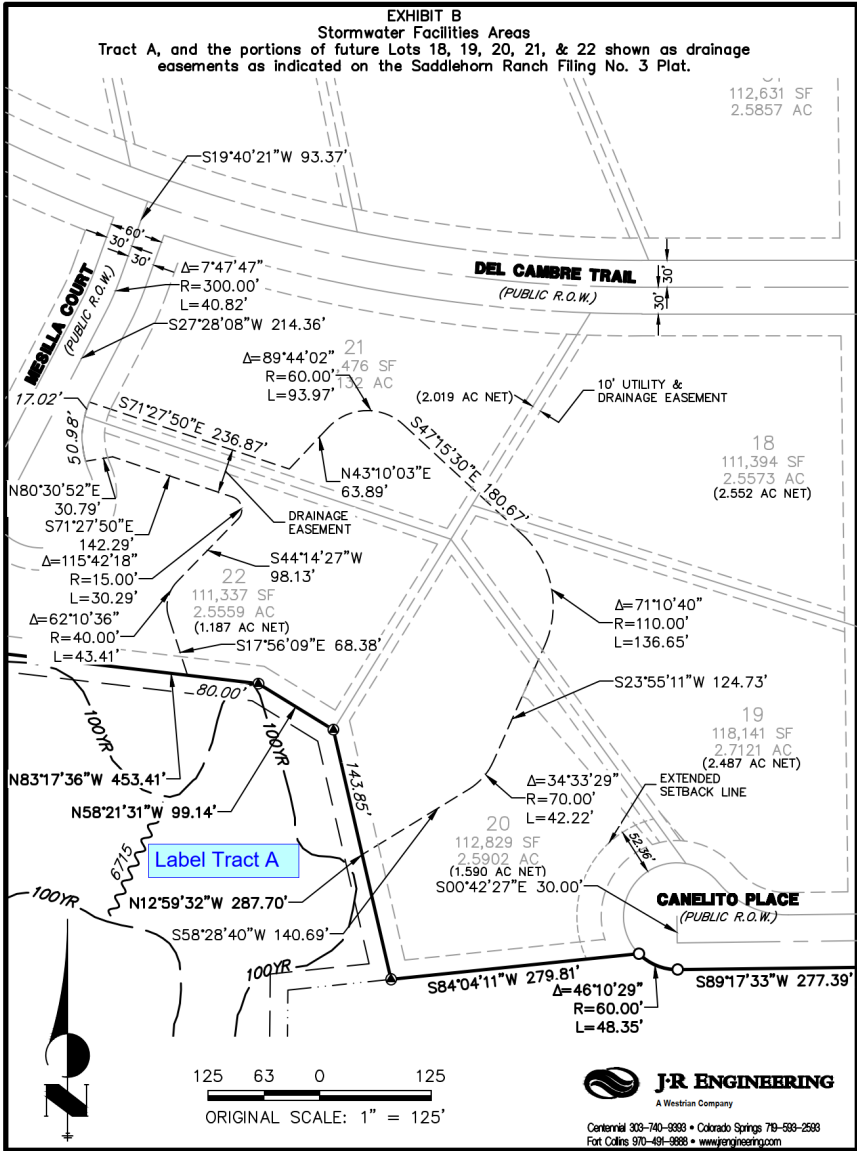 EXHIBIT B
Stormwater Facilities Areas
Tract A, and the portions of future Lots 18, 19, 20, 21, & 22 shown as drainage
easements as indicated on the Saddlehorn Ranch Filing No. 3 Plat.
112,631 SF
2.5857 AC
S19°40'21"W 93.37'
60'
30'
30'
Δ=7°47'47"
R=300.00'
L=40.82'
MESILLA COURT
(PUBLIC R.O.W.)
S27°28'08"W 214.36'
DEL CAMBRE TRAIL
(PUBLIC R.O.W.)
30'
30'
Δ=89°44'02"
R=60.00'
L=93.97'
21
,476 SF
132 AC
(2.019 AC NET)
10' UTILITY &
DRAINAGE EASEMENT
17.02'
S71°27'50"E 236.87'
S47°15'30"E 180.67'
50.98'
18
111,394 SF
2.5573 AC
(2.552 AC NET)
N43°10'03"E
63.89'
N80°30'52"E
30.79'
DRAINAGE
EASEMENT
S71°27'50"E
142.29'
Δ=115°42'18"
R=15.00'
L=30.29'
S44°14'27"W
98.13'
22
111,337 SF
2.5559 AC
(1.187 AC NET)
Δ=62°10'36"
R=40.00'
L=43.41'
S17°56'09"E 68.38'
Δ=71°10'40"
R=110.00'
L=136.65'
S23°55'11"W 124.73'
80.00'
100YR
100YR
N83°17'36"W 453.41'
N58°21'31"W 99.14'
143.85'
19
118,141 SF
2.7121 AC
(2.487 AC NET)
Δ=34°33'29"
R=70.00'
L=42.22'
EXTENDED
SETBACK LINE
52.36'
6715
Label Tract A
20
112,829 SF
2.5902 AC
(1.590 AC NET)
S00°42'27"E 30.00'
CANELITO PLACE
(PUBLIC R.O.W.)
100YR
N12°59'32"W 287.70'
S58°28'40"W 140.69'
100YR
S84°04'11"W 279.81'
S89°17'33"W 277.39'
Δ=46°10'29"
R=60.00'
L=48.35'
N
125 63 0 125
ORIGINAL SCALE: 1" = 125'
J·R ENGINEERING
A Westrian Company
Centennial 303-740-9393 • Colorado Springs 719-593-2593
Fort Collins 970-491-9888 • www.jrengineering.com